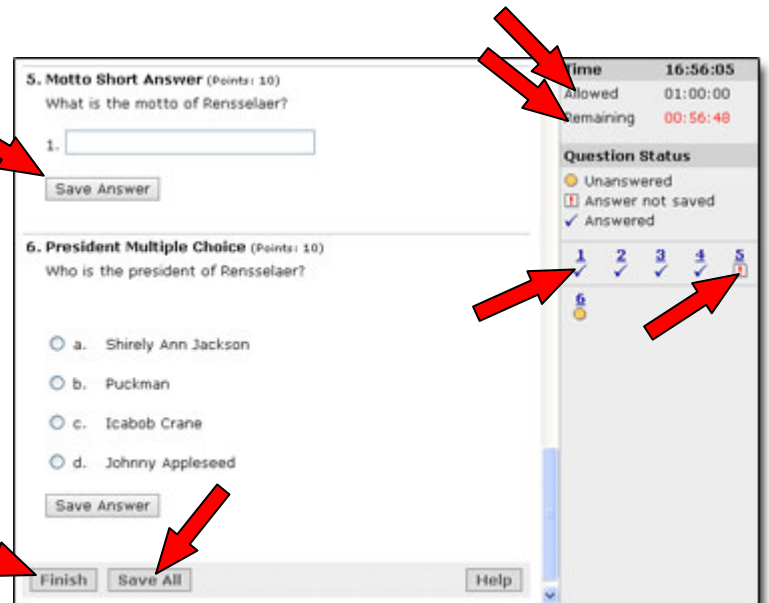 5. Motto Short Answer (Points: 10)
What is the motto of Rensselaer?
1.
Save Answer
6. President Multiple Choice (Points: 10)
Who is the president of Rensselaer?
a. Shirely Ann Jackson
b. Puckman
c. Icabob Crane
d. Johnny Appleseed
Save Answer
Finish Save All Help
Time 16:56:05
Allowed 01:00:00
Remaining 00:56:48
Question Status
Unanswered
! Answer not saved
✓ Answered
1 2 3 4 5
✓ ✓ ✓ ✓ !
6